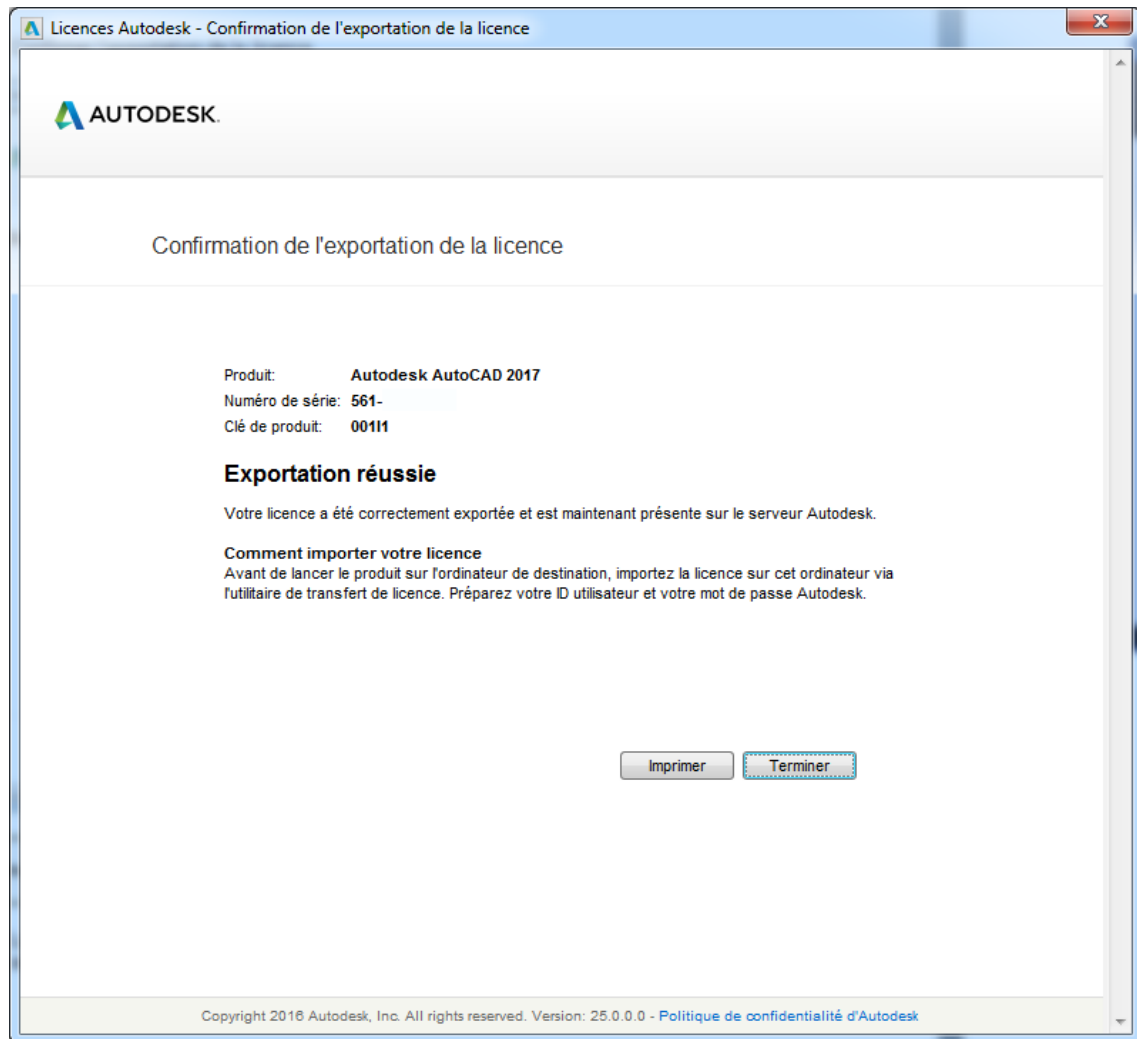 Licences Autodesk - Confirmation de l'exportation de la licence
AUTODESK.
Confirmation de l'exportation de la licence
Produit: Autodesk AutoCAD 2017
Numéro de série: 561-
Clé de produit: 001I1
Exportation réussie
Votre licence a été correctement exportée et est maintenant présente sur le serveur Autodesk.
Comment importer votre licence
Avant de lancer le produit sur l'ordinateur de destination, importez la licence sur cet ordinateur via
l'utilitaire de transfert de licence. Préparez votre ID utilisateur et votre mot de passe Autodesk.
Imprimer Terminer
Copyright 2016 Autodesk, Inc. All rights reserved. Version: 25.0.0.0 - Politique de confidentialité d'Autodesk